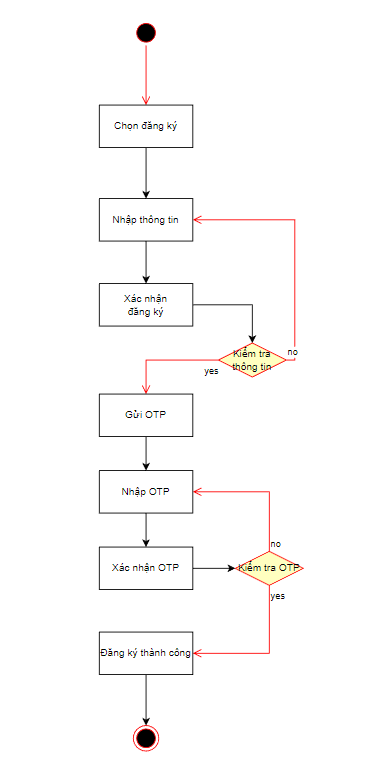 Chọn đăng ký
Nhập thông tin
Xác nhận
đăng ký
Kiểm tra
thông tin
no
yes
Gửi OTP
Nhập OTP
no
Xác nhận OTP
Kiểm tra OTP
yes
Đăng ký thành công